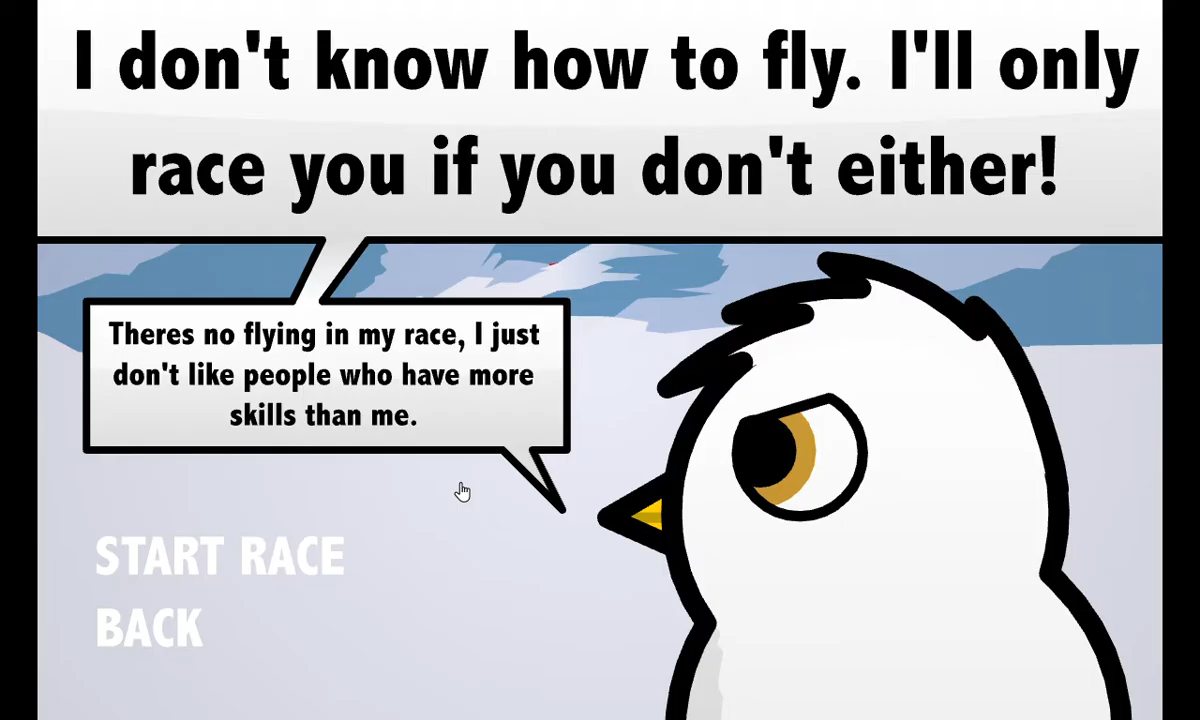 I don't know how to fly. I'll only
race you if you don't either!
Theres no flying in my race, I just
don't like people who have more
skills than me.
START RACE
BACK